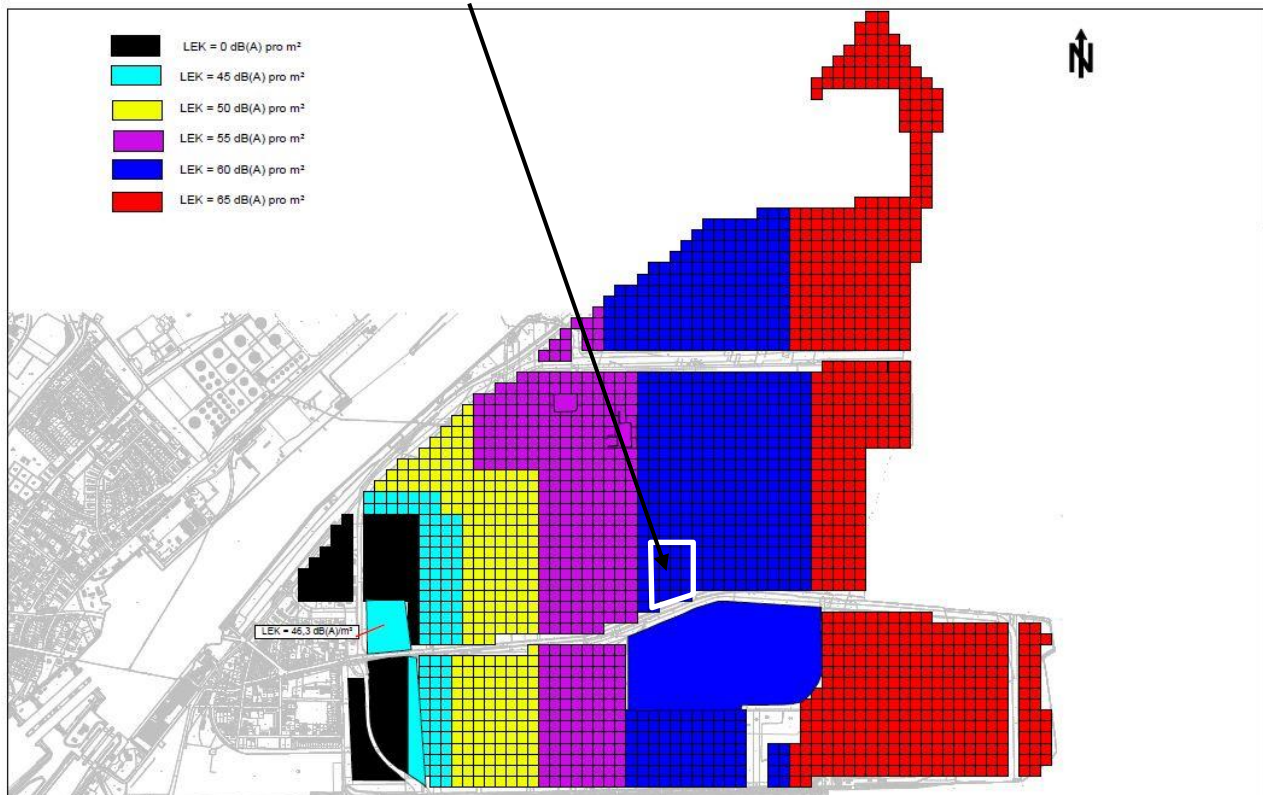 LEK = 0 dB(A) pro m²
LEK = 45 dB(A) pro m²
LEK = 50 dB(A) pro m²
LEK = 55 dB(A) pro m²
LEK = 60 dB(A) pro m²
LEK = 65 dB(A) pro m²
N
LEK = 46,3 dB(A)/m²